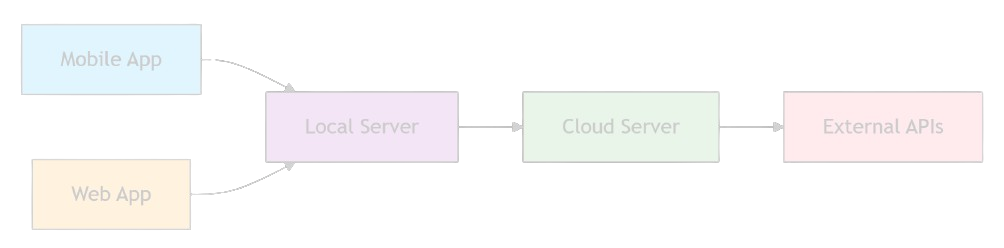 Mobile App
Web App
Local Server
Cloud Server
External APIs